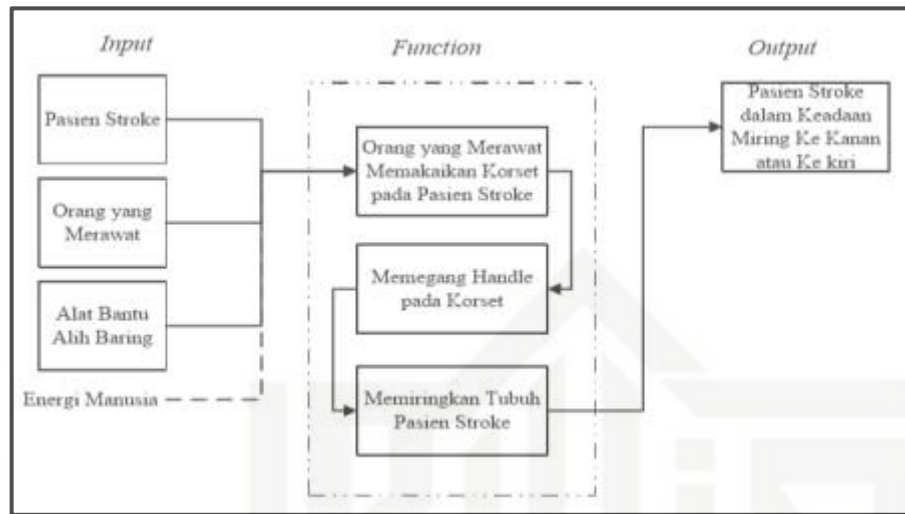 Input
Function
Output
Pasien Stroke
Orang yang
Merawat
Alat Bantu
Alih Baring
Energi Manusia
Orang yang Merawat
Memakaikan Korset
pada Pasien Stroke
Memegang Handle
pada Korset
Memiringkan Tubuh
Pasien Stroke
Pasien Stroke
dalam Keadaan
Miring Ke Kanan
atau Ke kiri